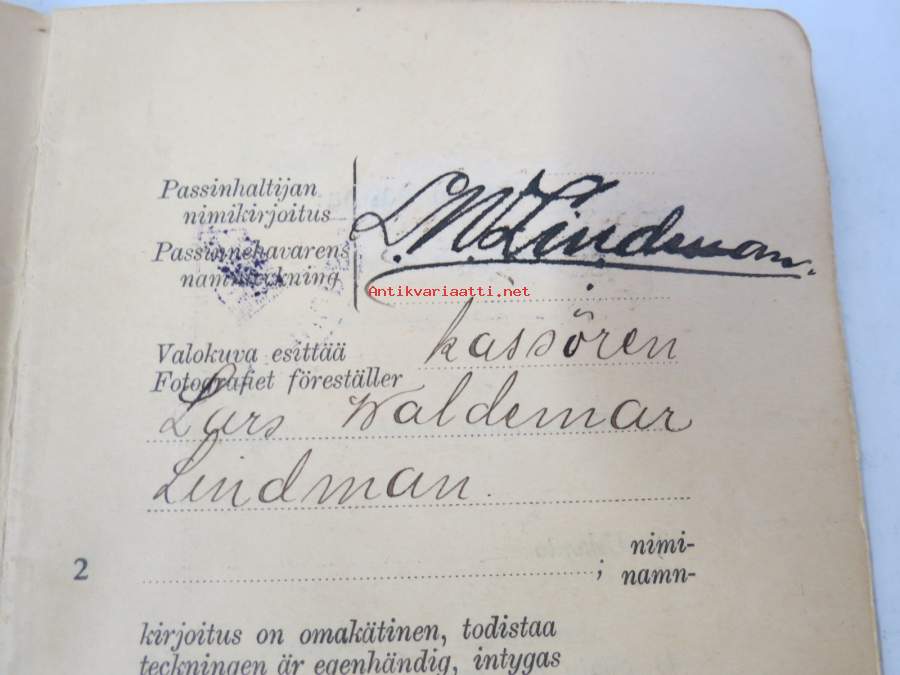 Passinhaltijan
nimikirjoitus
Passinnehavarens
namnteckning
L.W. Lindman.
Antikvariaatti.net
Valokuva esittää
Fotografiet föreställer
kassören
Lars Waldemar
Lindman.
2
; nimi-
namn-
kirjoitus on omakätinen, todistaa
teckningen är egenhändig, intygas